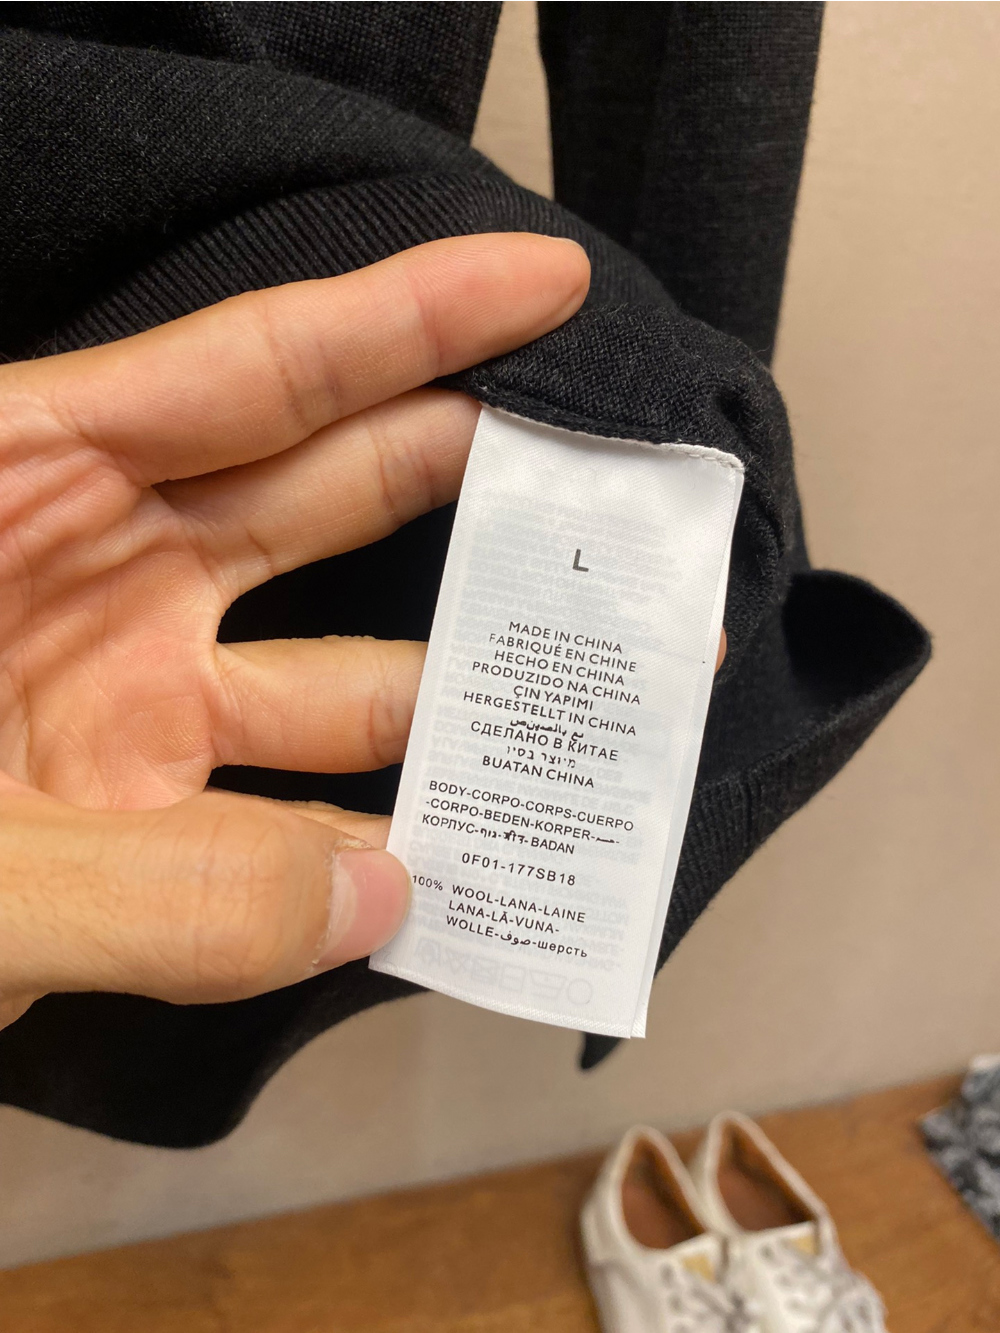 L
MADE IN CHINA
FABRIQUÉ EN CHINE
HECHO EN CHINA
PRODUZIDO NA CHINA
ÇIN YAPIMI
HERGESTELLT IN CHINA
СДЕЛАНО В КИТАЕ
מיוצר בסין
BUATAN CHINA
BODY-CORPO-CORPS-CUERPO
-CORPO-BEDEN-KORPER-
КОРПУС-גוף-BADAN
0F01-177SB18
100% WOOL-LANA-LAINE
LANA-LÃ-VUNA-
WOLLE-صوف-шерсть